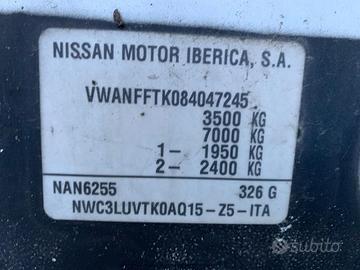 NISSAN MOTOR IBERICA, S.A.
VWANFFTK084047245
3500 KG
7000 KG
1- 1950 KG
2- 2400 KG
NAN6255 326 G
NWC3LUVTK0AQ15-Z5-ITA
subito